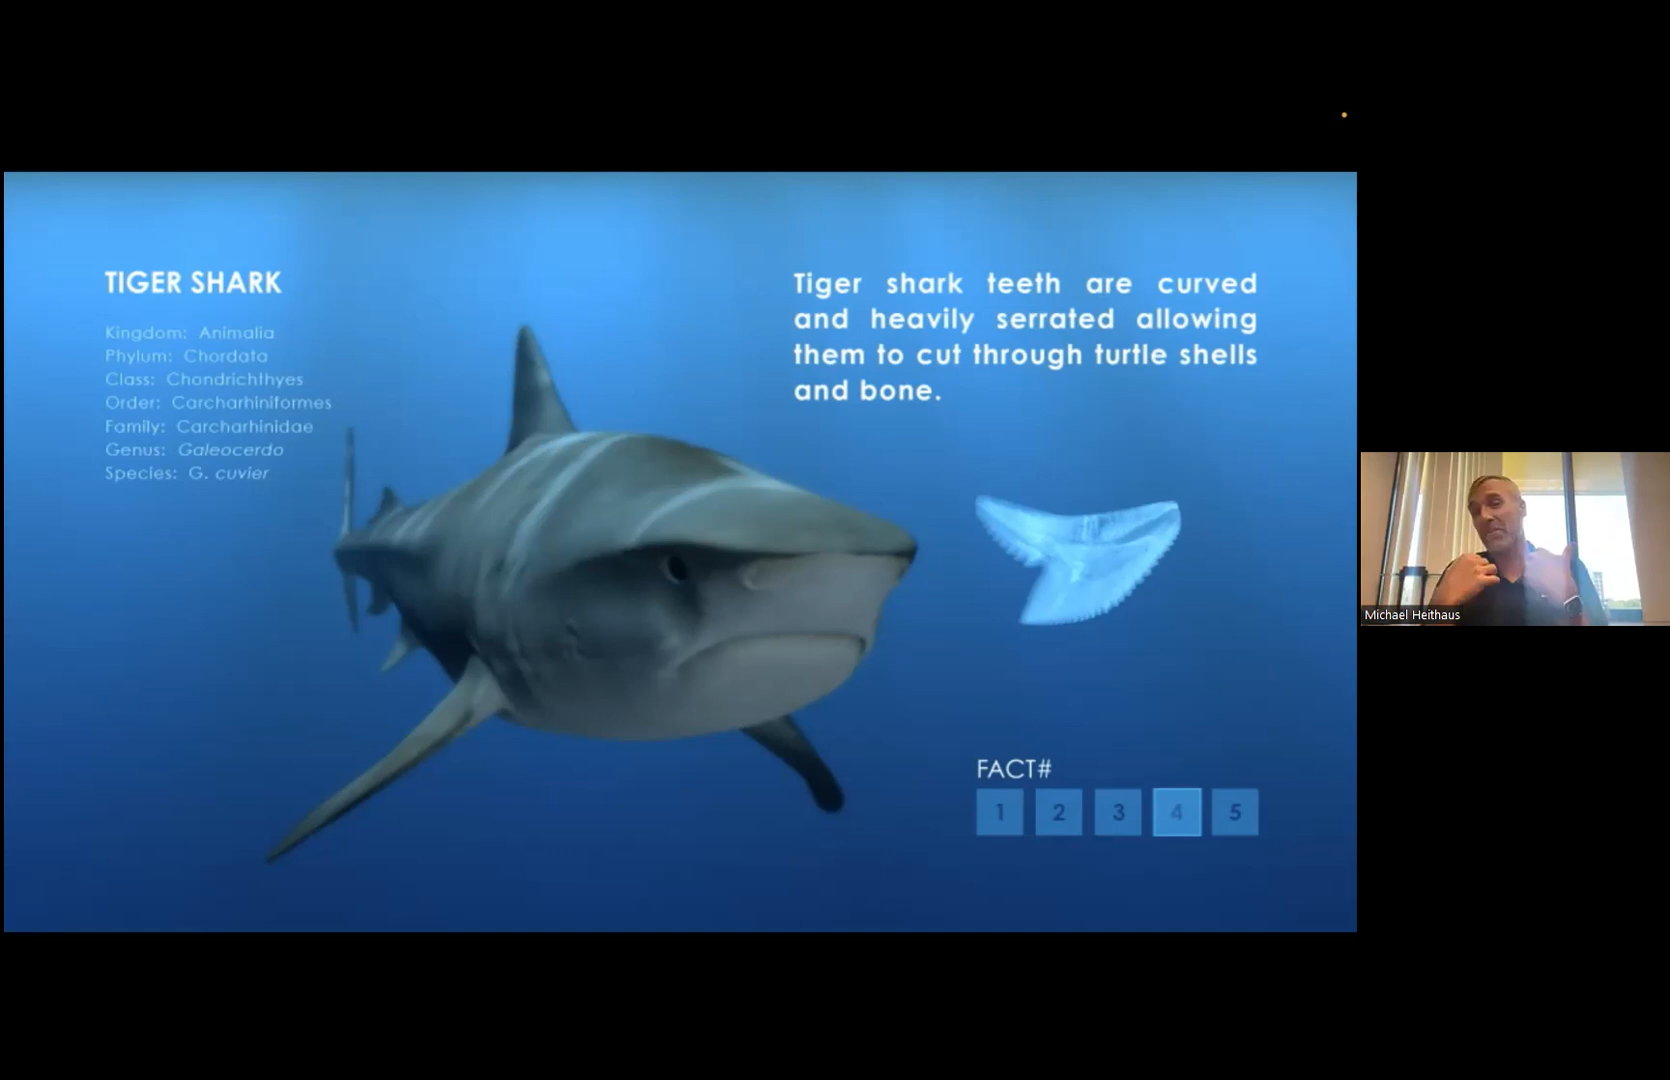 TIGER SHARK
Kingdom: Animalia
Phylum: Chordata
Class: Chondrichthyes
Order: Carcharhiniformes
Family: Carcharhinidae
Genus: Galeocerdo
Species: G. cuvier
Tiger shark teeth are curved
and heavily serrated allowing
them to cut through turtle shells
and bone.
FACT#
1 2 3 4 5
Michael Heithaus